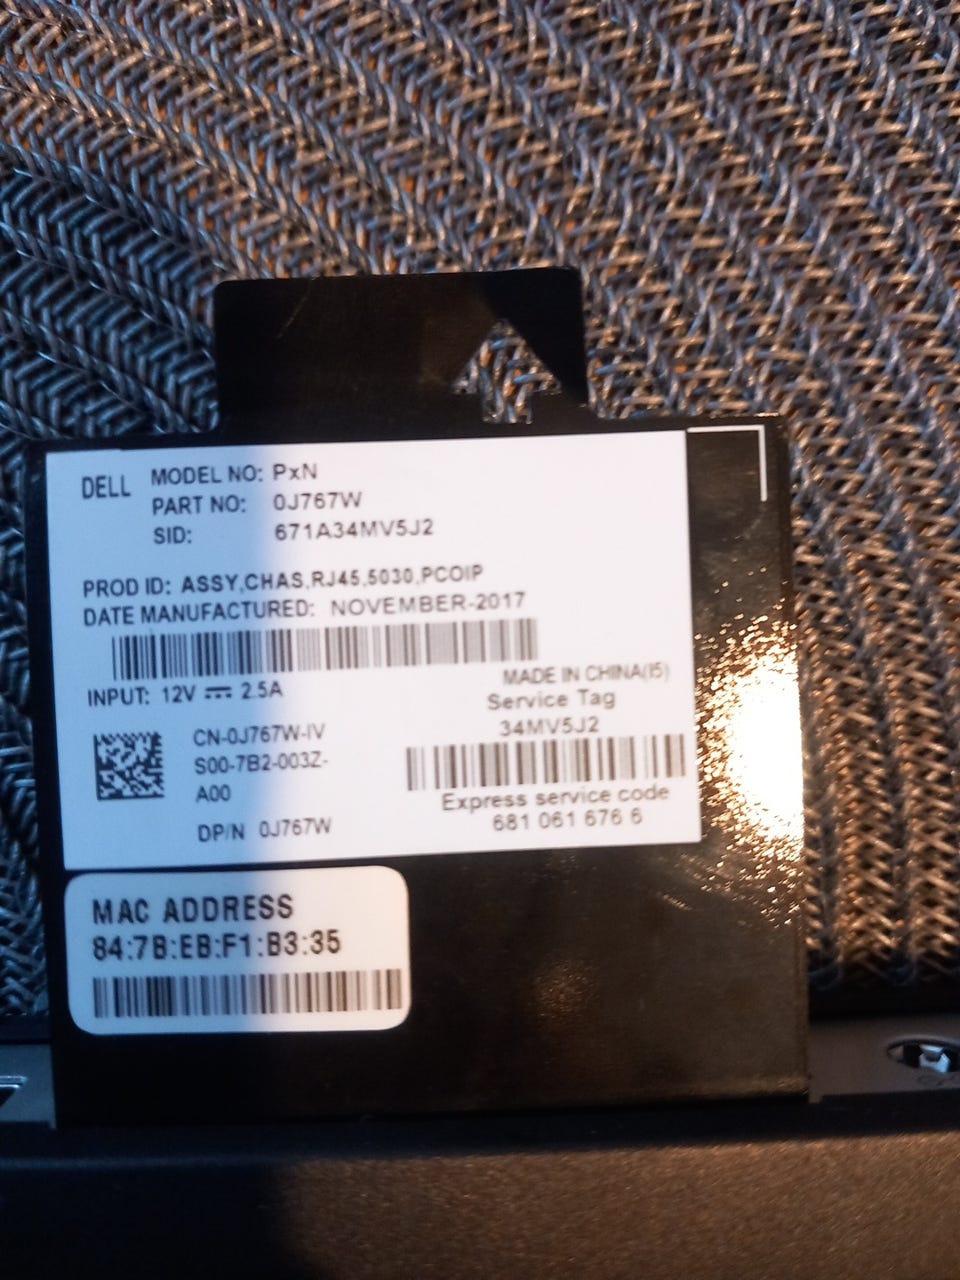 DELL MODEL NO: PxN
PART NO: 0J767W
SID: 671A34MV5J2
PROD ID: ASSY,CHAS,RJ45,5030,PCOIP
DATE MANUFACTURED: NOVEMBER-2017
INPUT: 12V ⎓ 2.5A
MADE IN CHINA(I5)
Service Tag
34MV5J2
CN-0J767W-IV
S00-7B2-003Z-
A00
DP/N 0J767W
Express service code
681 061 676 6
MAC ADDRESS
84:7B:EB:F1:B3:35